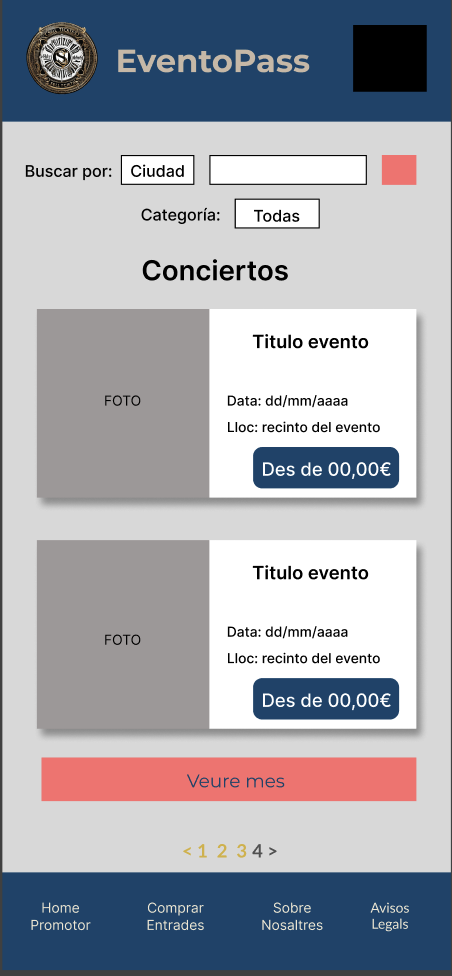 EventoPass
Buscar por: Ciudad
Categoría: Todas
Conciertos
FOTO
Titulo evento
Data: dd/mm/aaaa
Lloc: recinto del evento
Des de 00,00€
FOTO
Titulo evento
Data: dd/mm/aaaa
Lloc: recinto del evento
Des de 00,00€
Veure mes
< 1 2 3 4 >
Home
Promotor
Comprar
Entrades
Sobre
Nosaltres
Avisos
Legals